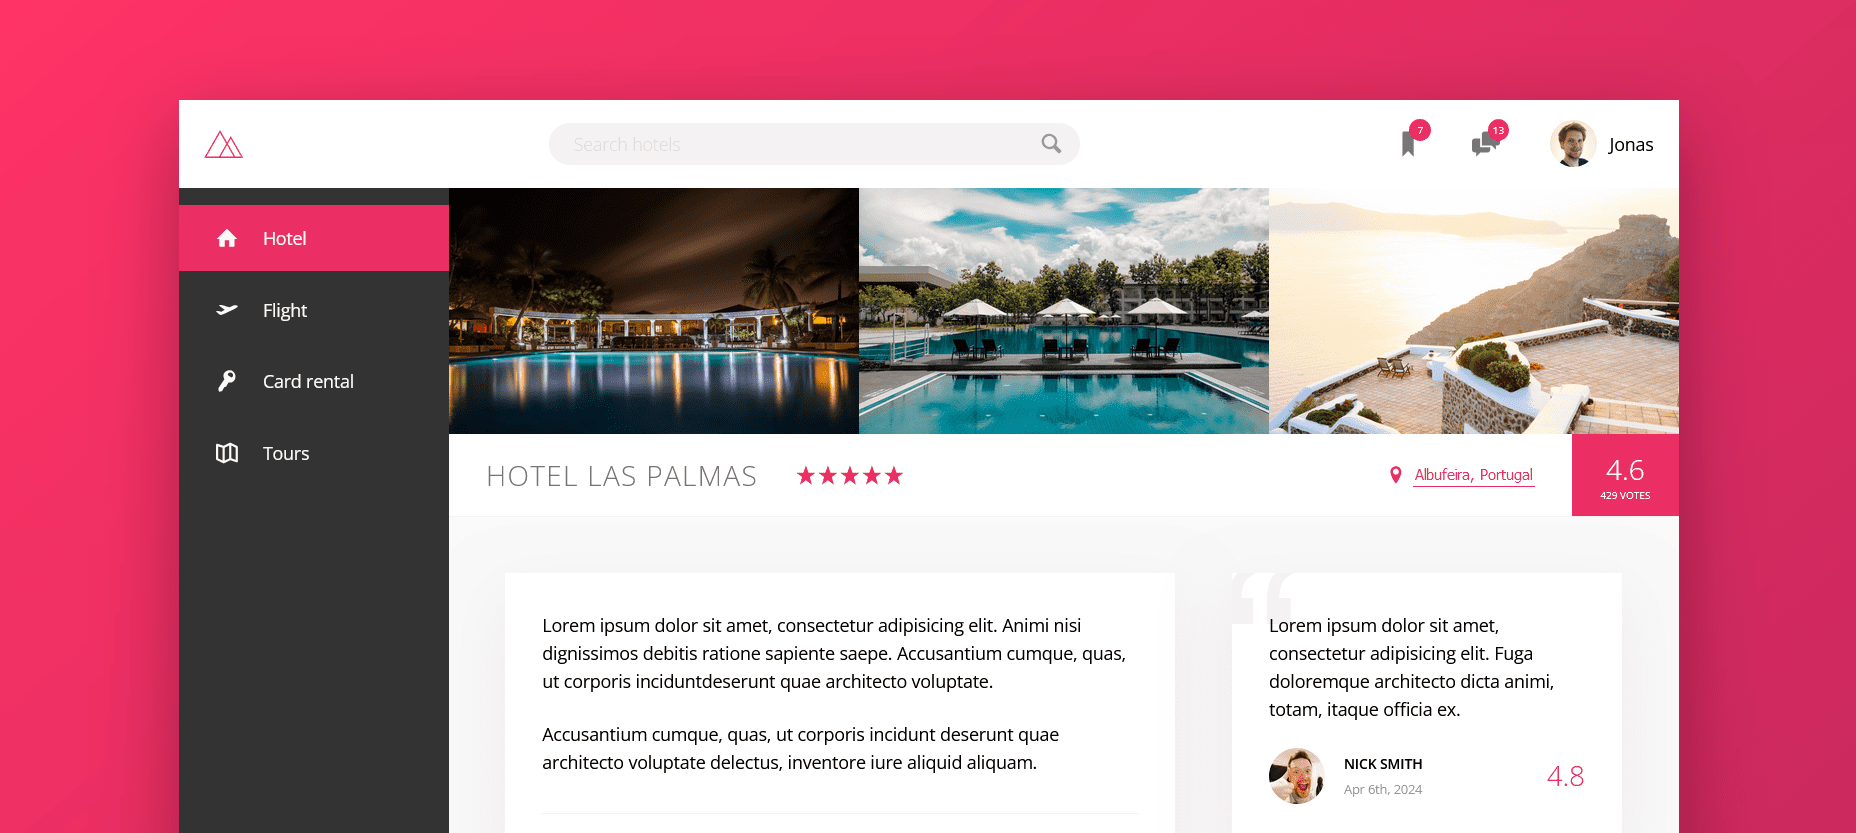 Search hotels
7
13
Jonas
Hotel
Flight
Card rental
Tours
HOTEL LAS PALMAS
Albufeira, Portugal
4.6
429 VOTES
Lorem ipsum dolor sit amet, consectetur adipisicing elit. Animi nisi
dignissimos debitis ratione sapiente saepe. Accusantium cumque, quas,
ut corporis inciduntdeserunt quae architecto voluptate.
Accusantium cumque, quas, ut corporis incidunt deserunt quae
architecto voluptate delectus, inventore iure aliquid aliquam.
“
Lorem ipsum dolor sit amet,
consectetur adipisicing elit. Fuga
doloremque architecto dicta animi,
totam, itaque officia ex.
NICK SMITH
Apr 6th, 2024
4.8